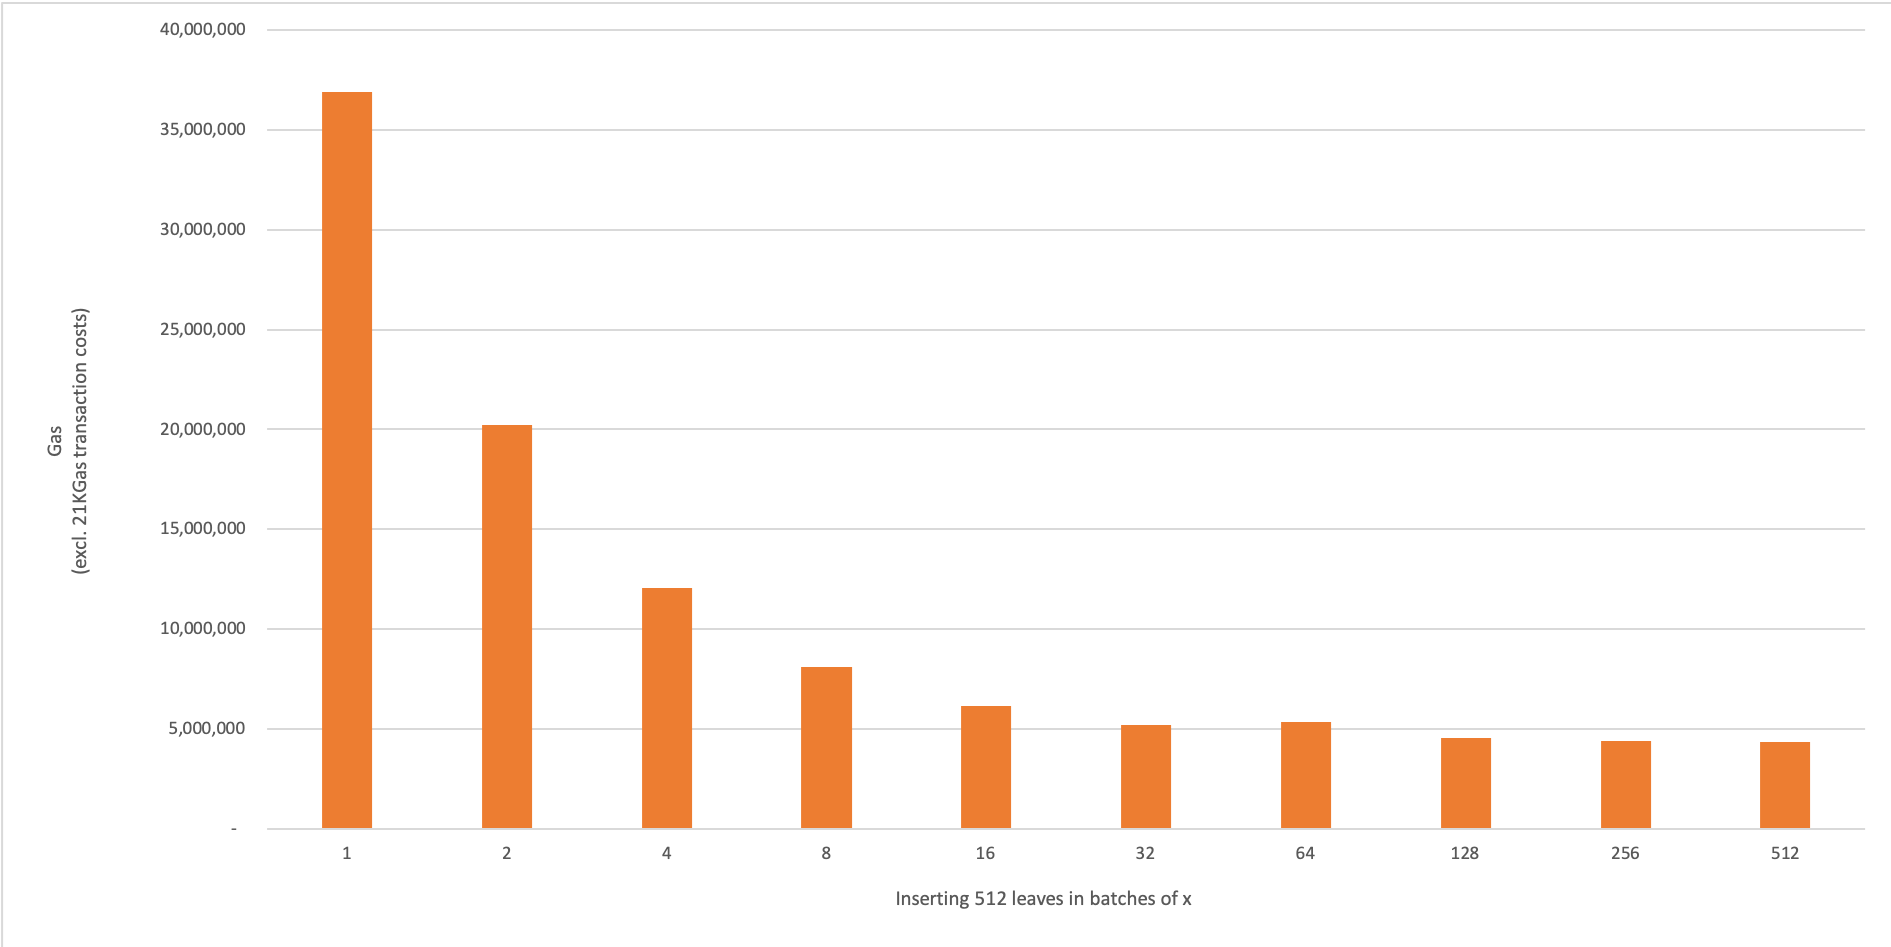 40,000,000
35,000,000
30,000,000
25,000,000
20,000,000
15,000,000
10,000,000
5,000,000
-
Gas
(excl. 21KGas transaction costs)
1 2 4 8 16 32 64 128 256 512
Inserting 512 leaves in batches of x